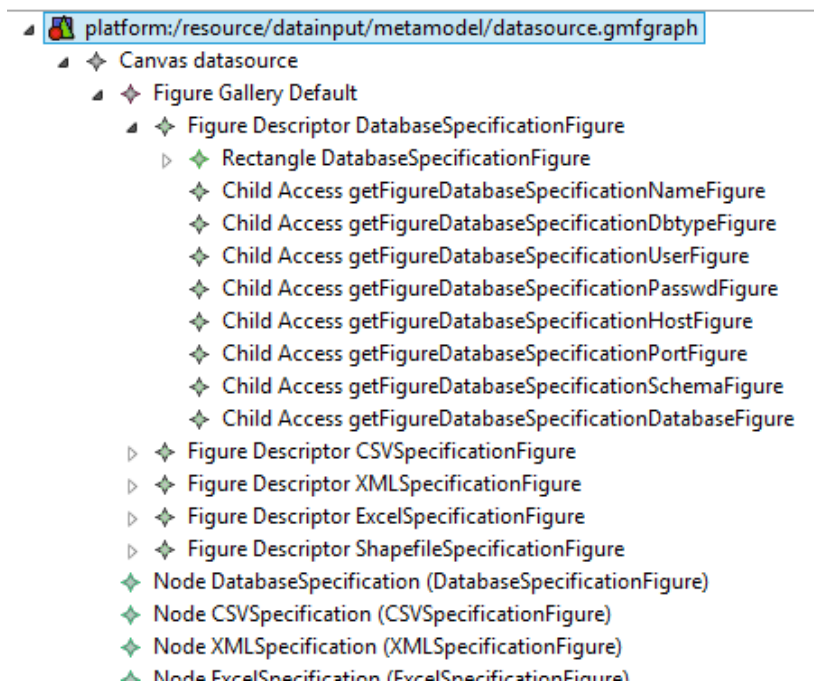 platform:/resource/datainput/metamodel/datasource.gmfgraph
Canvas datasource
Figure Gallery Default
Figure Descriptor DatabaseSpecificationFigure
Rectangle DatabaseSpecificationFigure
Child Access getFigureDatabaseSpecificationNameFigure
Child Access getFigureDatabaseSpecificationDbtypeFigure
Child Access getFigureDatabaseSpecificationUserFigure
Child Access getFigureDatabaseSpecificationPasswdFigure
Child Access getFigureDatabaseSpecificationHostFigure
Child Access getFigureDatabaseSpecificationPortFigure
Child Access getFigureDatabaseSpecificationSchemaFigure
Child Access getFigureDatabaseSpecificationDatabaseFigure
Figure Descriptor CSVSpecificationFigure
Figure Descriptor XMLSpecificationFigure
Figure Descriptor ExcelSpecificationFigure
Figure Descriptor ShapefileSpecificationFigure
Node DatabaseSpecification (DatabaseSpecificationFigure)
Node CSVSpecification (CSVSpecificationFigure)
Node XMLSpecification (XMLSpecificationFigure)
Node ExcelSpecification (ExcelSpecificationFigure)